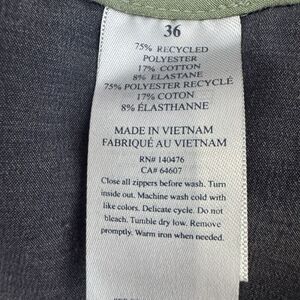 36
75% RECYCLED
POLYESTER
17% COTTON
8% ELASTANE
75% POLYESTER RECYCLÉ
17% COTON
8% ÉLASTHANNE
MADE IN VIETNAM
FABRIQUÉ AU VIETNAM
RN# 140476
CA# 64607
Close all zippers before wash. Turn
inside out. Machine wash cold with
like colors. Delicate cycle. Do not
bleach. Tumble dry low. Remove
promptly. Warm iron when needed.